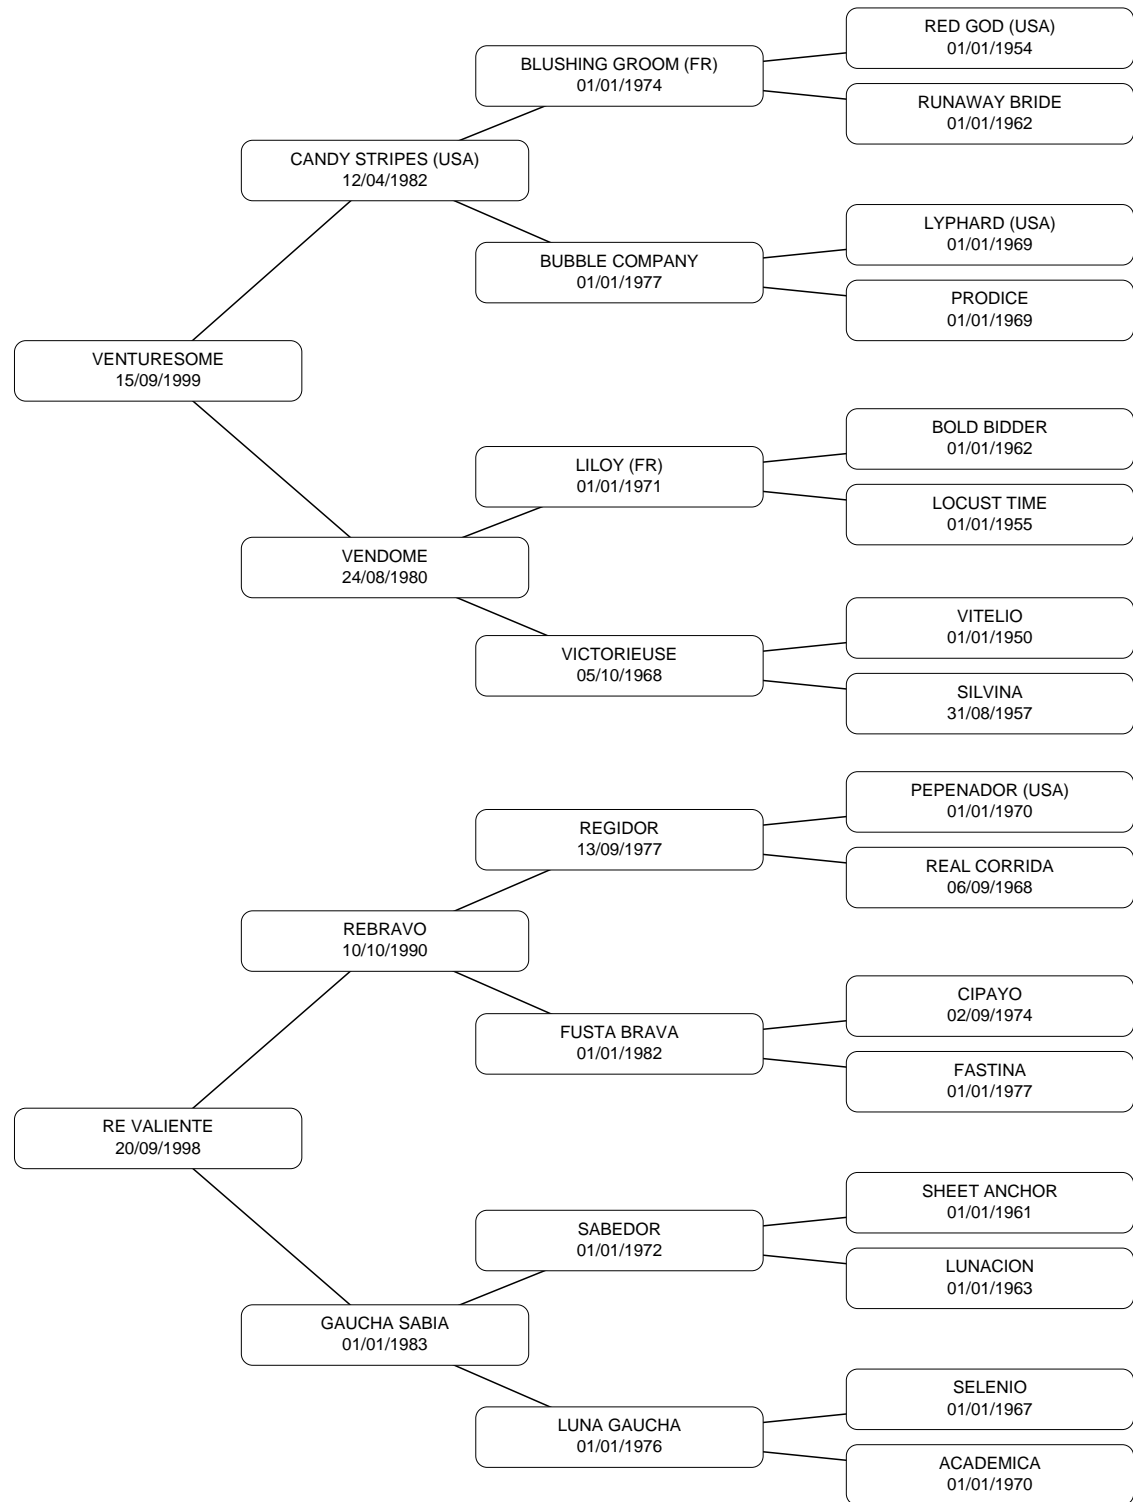 RED GOD (USA)
01/01/1954
BLUSHING GROOM (FR)
01/01/1974
RUNAWAY BRIDE
01/01/1962
CANDY STRIPES (USA)
12/04/1982
LYPHARD (USA)
01/01/1969
BUBBLE COMPANY
01/01/1977
PRODICE
01/01/1969
VENTURESOME
15/09/1999
BOLD BIDDER
01/01/1962
LILOY (FR)
01/01/1971
LOCUST TIME
01/01/1955
VENDOME
24/08/1980
VITELIO
01/01/1950
VICTORIEUSE
05/10/1968
SILVINA
31/08/1957
PEPENADOR (USA)
01/01/1970
REGIDOR
13/09/1977
REAL CORRIDA
06/09/1968
REBRAVO
10/10/1990
CIPAYO
02/09/1974
FUSTA BRAVA
01/01/1982
FASTINA
01/01/1977
RE VALIENTE
20/09/1998
SHEET ANCHOR
01/01/1961
SABEDOR
01/01/1972
LUNACION
01/01/1963
GAUCHA SABIA
01/01/1983
SELENIO
01/01/1967
LUNA GAUCHA
01/01/1976
ACADEMICA
01/01/1970